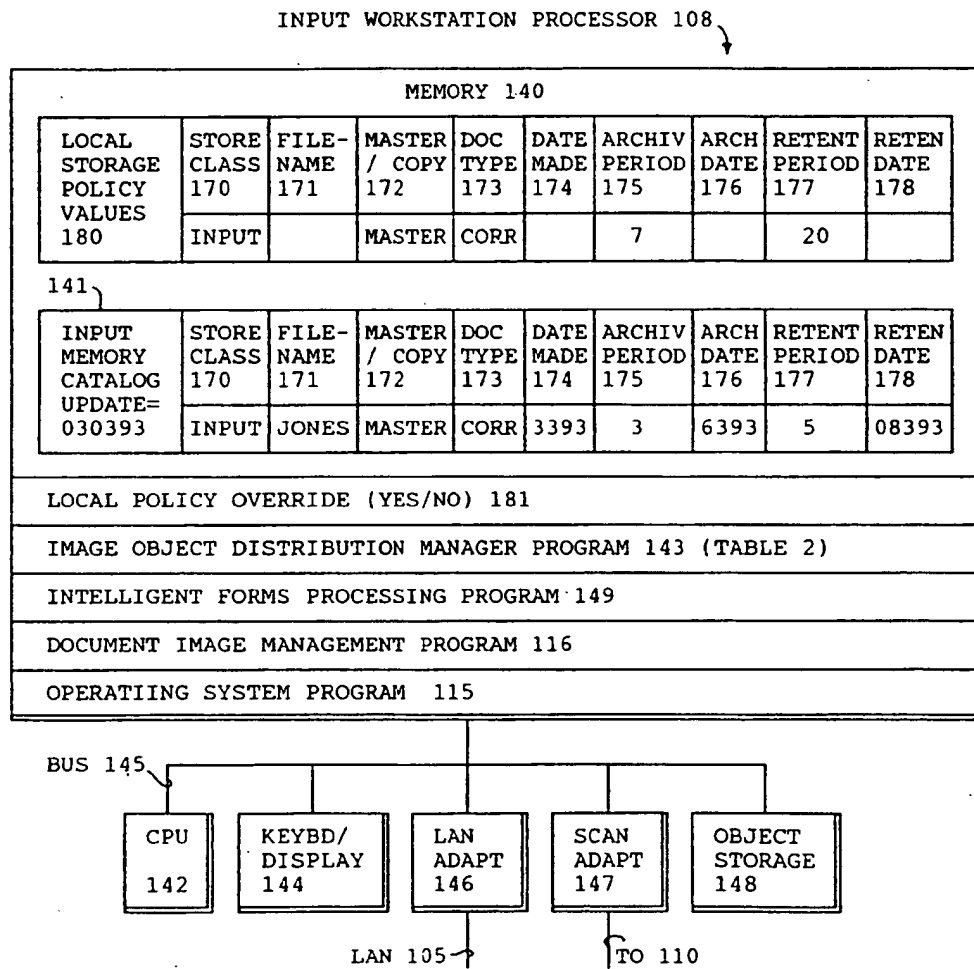 INPUT WORKSTATION PROCESSOR 108
MEMORY 140
LOCAL STORAGE POLICY VALUES 180
STORE CLASS 170
FILE- NAME 171
MASTER / COPY 172
DOC TYPE 173
DATE MADE 174
ARCHIV PERIOD 175
ARCH DATE 176
RETENT PERIOD 177
RETEN DATE 178
INPUT MASTER CORR 7 20
141
INPUT MEMORY CATALOG UPDATE= 030393
STORE CLASS 170
FILE- NAME 171
MASTER / COPY 172
DOC TYPE 173
DATE MADE 174
ARCHIV PERIOD 175
ARCH DATE 176
RETENT PERIOD 177
RETEN DATE 178
INPUT JONES MASTER CORR 3393 3 6393 5 08393
LOCAL POLICY OVERRIDE (YES/NO) 181
IMAGE OBJECT DISTRIBUTION MANAGER PROGRAM 143 (TABLE 2)
INTELLIGENT FORMS PROCESSING PROGRAM 149
DOCUMENT IMAGE MANAGEMENT PROGRAM 116
OPERATIING SYSTEM PROGRAM 115
BUS 145
CPU 142
KEYBD/ DISPLAY 144
LAN ADAPT 146
SCAN ADAPT 147
OBJECT STORAGE 148
LAN 105
TO 110